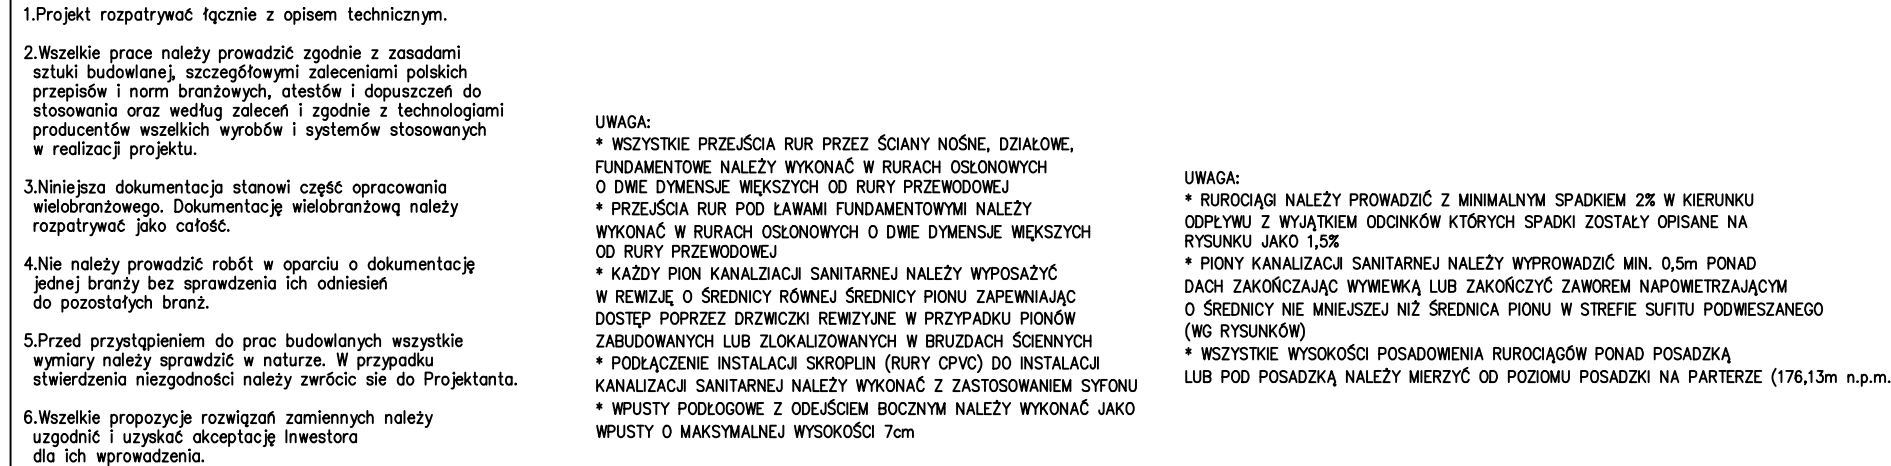 1.Projekt rozpatrywać łącznie z opisem technicznym.
2.Wszelkie prace należy prowadzić zgodnie z zasadami
sztuki budowlanej, szczegółowymi zaleceniami polskich
przepisów i norm branżowych, atestów i dopuszczeń do
stosowania oraz według zaleceń i zgodnie z technologiami
producentów wszelkich wyrobów i systemów stosowanych
w realizacji projektu.
3.Niniejsza dokumentacja stanowi część opracowania
wielobranżowego. Dokumentację wielobranżową należy
rozpatrywać jako całość.
4.Nie należy prowadzić robót w oparciu o dokumentację
jednej branży bez sprawdzenia ich odniesień
do pozostałych branż.
5.Przed przystąpieniem do prac budowlanych wszystkie
wymiary należy sprawdzić w naturze. W przypadku
stwierdzenia niezgodności należy zwrócic sie do Projektanta.
6.Wszelkie propozycje rozwiązań zamiennych należy
uzgodnić i uzyskać akceptację Inwestora
dla ich wprowadzenia.
UWAGA:
* WSZYSTKIE PRZEJŚCIA RUR PRZEZ ŚCIANY NOŚNE, DZIAŁOWE,
FUNDAMENTOWE NALEŻY WYKONAĆ W RURACH OSŁONOWYCH
O DWIE DYMENSJE WIĘKSZYCH OD RURY PRZEWODOWEJ
* PRZEJŚCIA RUR POD ŁAWAMI FUNDAMENTOWYMI NALEŻY
WYKONAĆ W RURACH OSŁONOWYCH O DWIE DYMENSJE WIĘKSZYCH
OD RURY PRZEWODOWEJ
* KAŻDY PION KANALZIACJI SANITARNEJ NALEŻY WYPOSAŻYĆ
W REWIZJĘ O ŚREDNICY RÓWNEJ ŚREDNICY PIONU ZAPEWNIAJĄC
DOSTĘP POPRZEZ DRZWICZKI REWIZYJNE W PRZYPADKU PIONÓW
ZABUDOWANYCH LUB ZLOKALIZOWANYCH W BRUZDACH ŚCIENNYCH
* PODŁĄCZENIE INSTALACJI SKROPLIN (RURY CPVC) DO INSTALACJI
KANALIZACJI SANITARNEJ NALEŻY WYKONAĆ Z ZASTOSOWANIEM SYFONU
* WPUSTY PODŁOGOWE Z ODEJŚCIEM BOCZNYM NALEŻY WYKONAĆ JAKO
WPUSTY O MAKSYMALNEJ WYSOKOŚCI 7cm
UWAGA:
* RUROCIĄGI NALEŻY PROWADZIĆ Z MINIMALNYM SPADKIEM 2% W KIERUNKU
ODPŁYWU Z WYJĄTKIEM ODCINKÓW KTÓRYCH SPADKI ZOSTAŁY OPISANE NA
RYSUNKU JAKO 1,5%
* PIONY KANALIZACJI SANITARNEJ NALEŻY WYPROWADZIĆ MIN. 0,5m PONAD
DACH ZAKOŃCZAJĄC WYWIEWKĄ LUB ZAKOŃCZYĆ ZAWOREM NAPOWIETRZAJĄCYM
O ŚREDNICY NIE MNIEJSZEJ NIŻ ŚREDNICA PIONU W STREFIE SUFITU PODWIESZANEGO
(WG RYSUNKÓW)
* WSZYSTKIE WYSOKOŚCI POSADOWIENIA RUROCIĄGÓW PONAD POSADZKĄ
LUB POD POSADZKĄ NALEŻY MIERZYĆ OD POZIOMU POSADZKI NA PARTERZE (176,13m n.p.m.